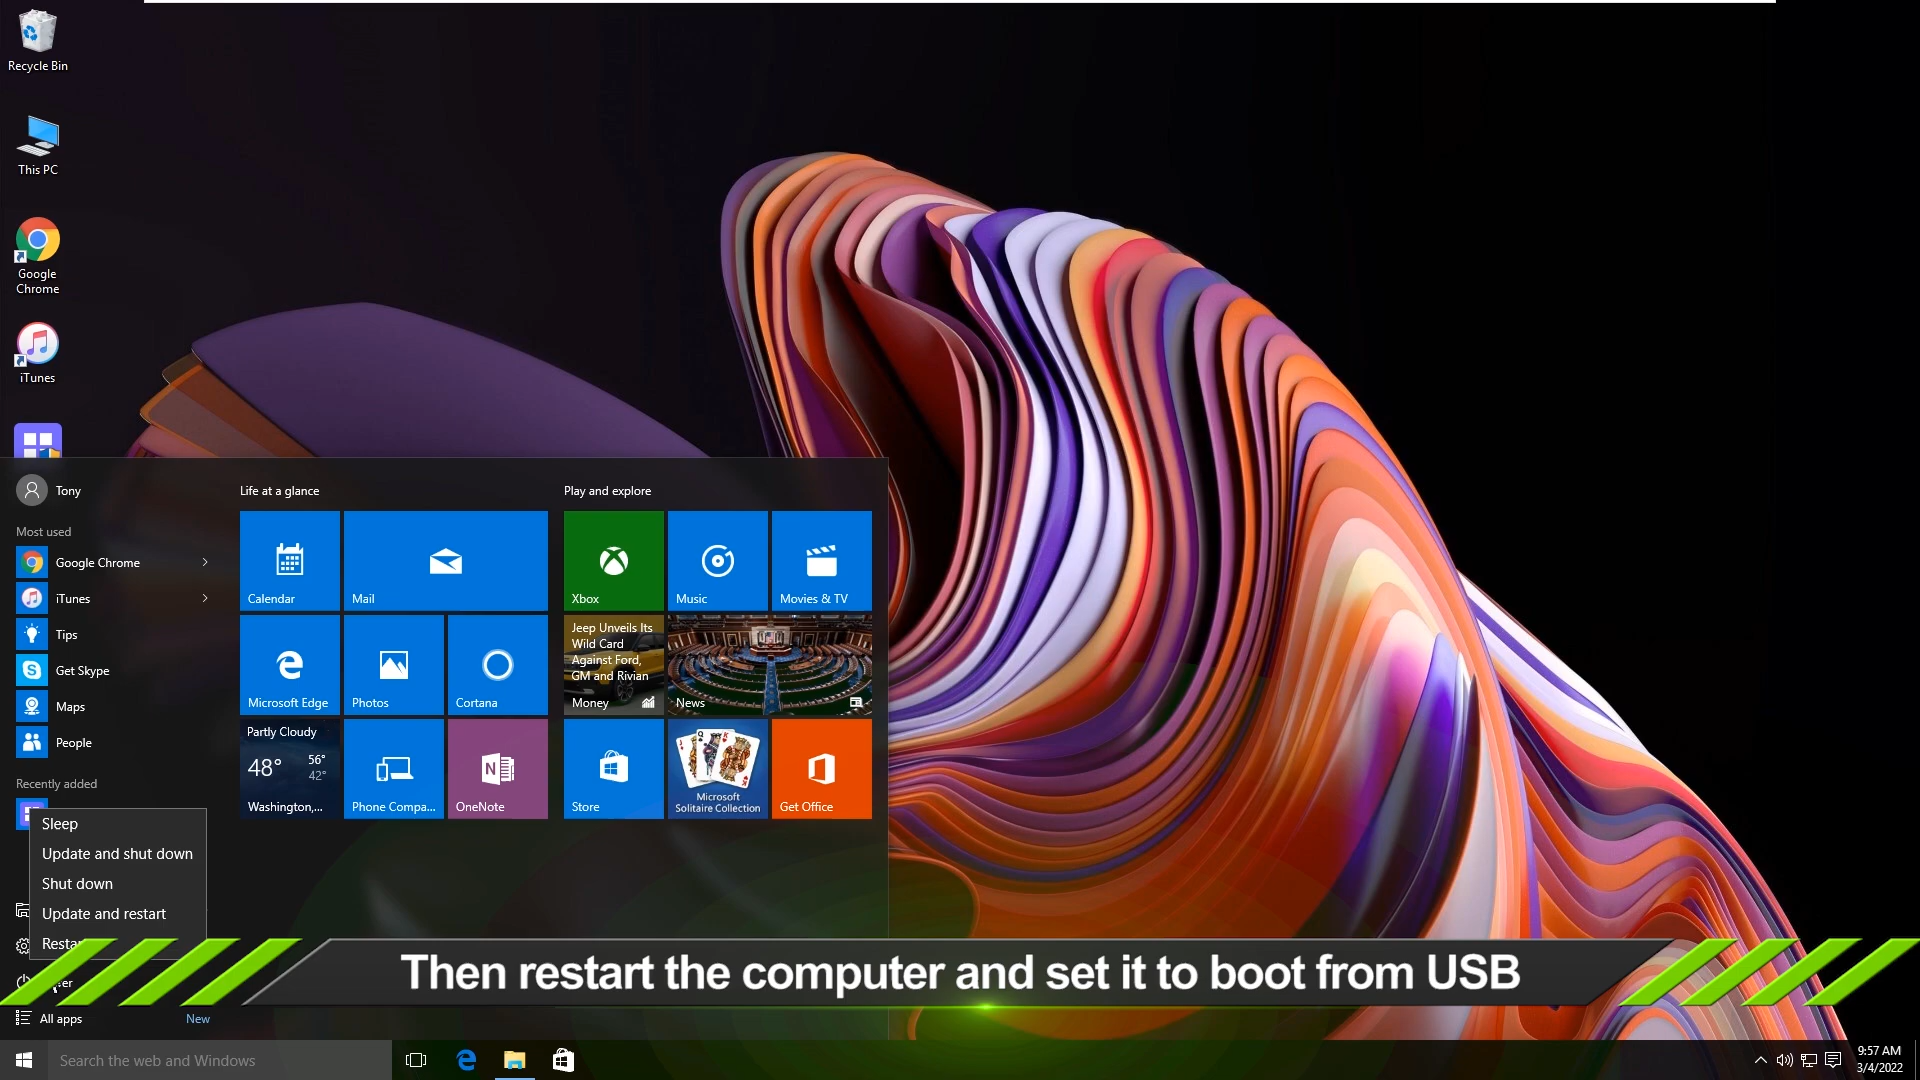 Recycle Bin
This PC
Google
Chrome
iTunes
Tony
Most used
Google Chrome
iTunes
Tips
Get Skype
Maps
People
Recently added
Sleep
Update and shut down
Shut down
Update and restart
All apps
New
Life at a glance
Calendar
Mail
Microsoft Edge
Photos
Cortana
Partly Cloudy
48°
56°
42°
Washington,...
Phone Compa...
OneNote
Play and explore
Xbox
Music
Movies & TV
Jeep Unveils Its
Wild Card
Against Ford,
GM and Rivian
Money
News
Store
Microsoft
Solitaire Collection
Get Office
Then restart the computer and set it to boot from USB
Search the web and Windows
9:57 AM
3/4/2022